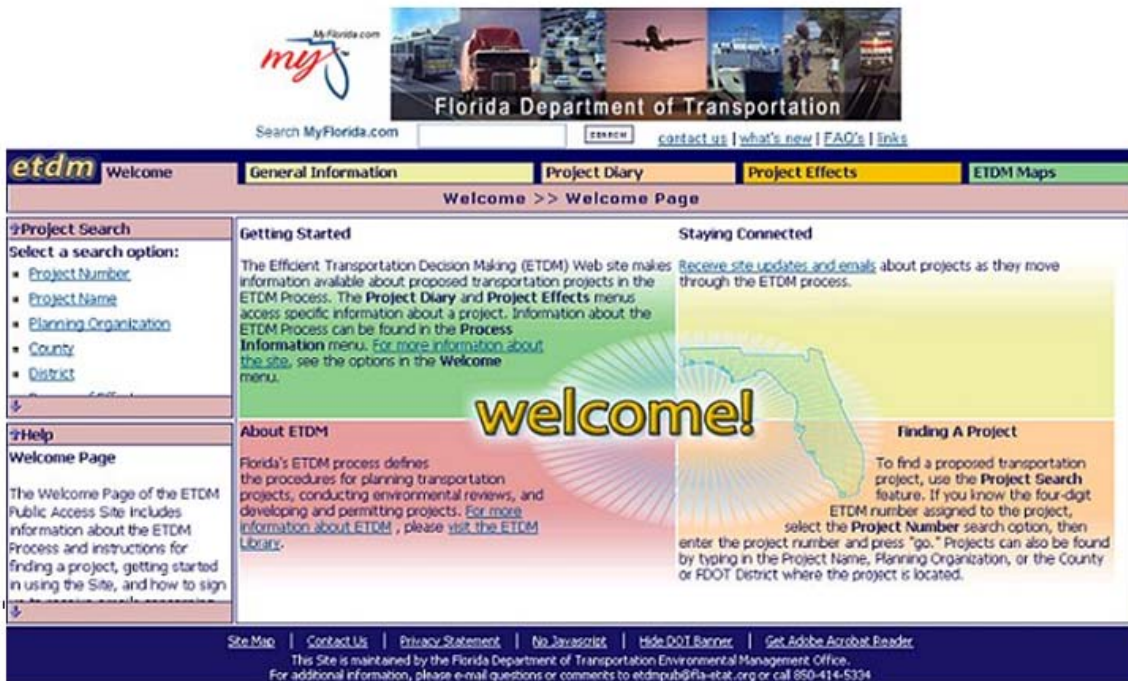 MyFlorida.com
my
Florida Department of Transportation
Search MyFlorida.com
SEARCH
contact us | what's new | FAQ's | links
etdm
Welcome
General Information
Project Diary
Project Effects
ETDM Maps
Welcome >> Welcome Page
Project Search
Select a search option:
Project Number
Project Name
Planning Organization
County
District
Help
Welcome Page
The Welcome Page of the ETDM
Public Access Site includes
information about the ETDM
Process and instructions for
finding a project, getting started
in using the Site, and how to sign
Getting Started
The Efficient Transportation Decision Making (ETDM) Web site makes
information available about proposed transportation projects in the
ETDM Process. The Project Diary and Project Effects menus
access specific information about a project. Information about the
ETDM Process can be found in the Process
Information menu. For more information about
the site, see the options in the Welcome
menu.
Staying Connected
Receive site updates and emails about projects as they move
through the ETDM process.
welcome!
About ETDM
Florida's ETDM process defines
the procedures for planning transportation
projects, conducting environmental reviews, and
developing and permitting projects. For more
information about ETDM , please visit the ETDM
Library.
Finding A Project
To find a proposed transportation
project, use the Project Search
feature. If you know the four-digit
ETDM number assigned to the project,
select the Project Number search option, then
enter the project number and press "go." Projects can also be found
by typing in the Project Name, Planning Organization, or the County
or FDOT District where the project is located.
Site Map | Contact Us | Privacy Statement | No Javascript | Hide DOT Banner | Get Adobe Acrobat Reader
This Site is maintained by the Florida Department of Transportation Environmental Management Office.
For additional information, please e-mail questions or comments to etdmpub@fla-etat.org or call 850-414-5334